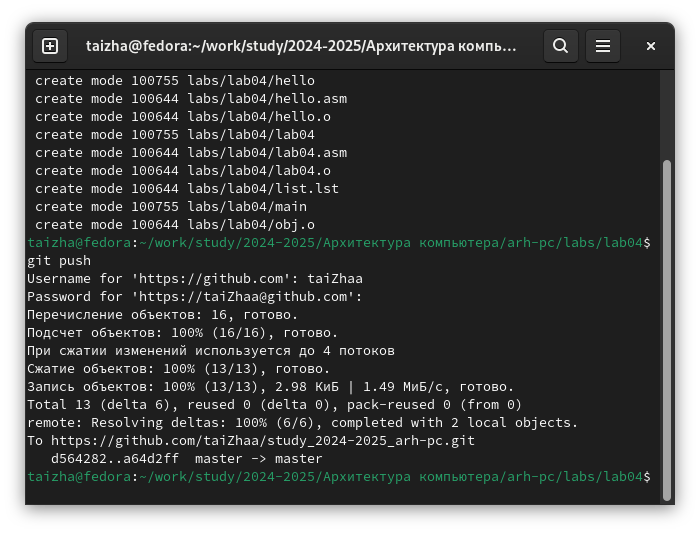 taizha@fedora:~/work/study/2024-2025/Архитектура компь…
create mode 100755 labs/lab04/hello
create mode 100644 labs/lab04/hello.asm
create mode 100644 labs/lab04/hello.o
create mode 100755 labs/lab04/lab04
create mode 100644 labs/lab04/lab04.asm
create mode 100644 labs/lab04/lab04.o
create mode 100644 labs/lab04/list.lst
create mode 100755 labs/lab04/main
create mode 100644 labs/lab04/obj.o
taizha@fedora:~/work/study/2024-2025/Архитектура компьютера/arh-pc/labs/lab04$
git push
Username for 'https://github.com': taiZhaa
Password for 'https://taiZhaa@github.com':
Перечисление объектов: 16, готово.
Подсчет объектов: 100% (16/16), готово.
При сжатии изменений используется до 4 потоков
Сжатие объектов: 100% (13/13), готово.
Запись объектов: 100% (13/13), 2.98 КиБ | 1.49 МиБ/с, готово.
Total 13 (delta 6), reused 0 (delta 0), pack-reused 0 (from 0)
remote: Resolving deltas: 100% (6/6), completed with 2 local objects.
To https://github.com/taiZhaa/study_2024-2025_arh-pc.git
d564282..a64d2ff  master -> master
taizha@fedora:~/work/study/2024-2025/Архитектура компьютера/arh-pc/labs/lab04$